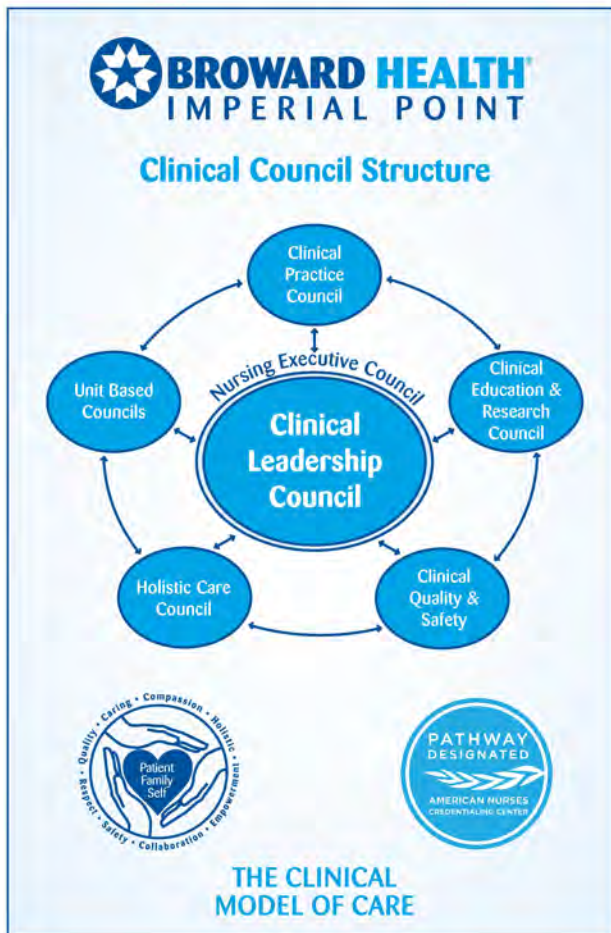 BROWARD HEALTH®
IMPERIAL POINT
Clinical Council Structure
Clinical
Practice
Council
Nursing Executive Council
Unit Based
Councils
Clinical
Education &
Research
Council
Clinical
Leadership
Council
Holistic Care
Council
Clinical
Quality &
Safety
Quality • Caring • Compassion • Holistic • Empowerment • Collaboration • Safety • Respect •
Patient
Family
Self
PATHWAY
DESIGNATED
AMERICAN NURSES
CREDENTIALING CENTER
THE CLINICAL
MODEL OF CARE